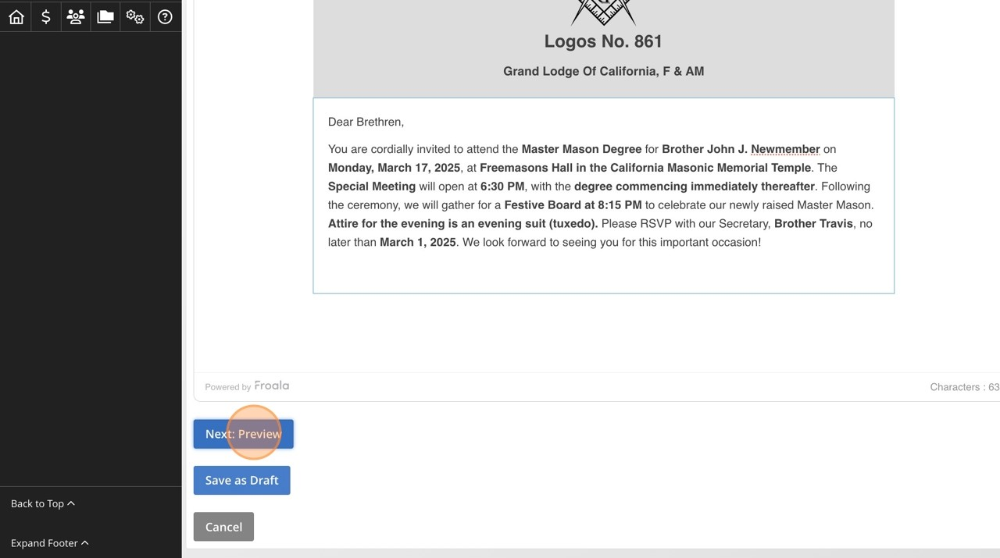 Logos No. 861
Grand Lodge Of California, F & AM
Dear Brethren,
You are cordially invited to attend the Master Mason Degree for Brother John J. Newmember on
Monday, March 17, 2025, at Freemasons Hall in the California Masonic Memorial Temple. The
Special Meeting will open at 6:30 PM, with the degree commencing immediately thereafter. Following
the ceremony, we will gather for a Festive Board at 8:15 PM to celebrate our newly raised Master Mason.
Attire for the evening is an evening suit (tuxedo). Please RSVP with our Secretary, Brother Travis, no
later than March 1, 2025. We look forward to seeing you for this important occasion!
Powered by Froala
Characters : 63
Next: Preview
Save as Draft
Cancel
Back to Top
Expand Footer